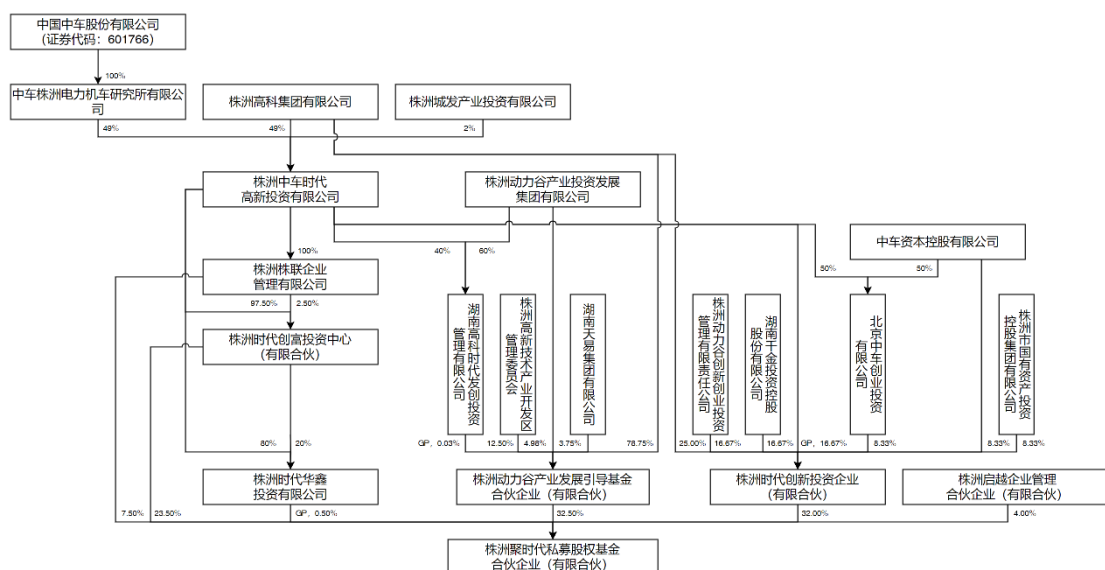 中国中车股份有限公司
（证券代码：601766）
100%
中车株洲电力机车研究所有限公
司
株洲高科集团有限公司
株洲城发产业投资有限公司
49%
49%
2%
株洲中车时代
高新投资有限公司
株洲动力谷产业投资发展
集团有限公司
中车资本控股有限公司
100%
40%
60%
50%
50%
株洲株联企业
管理有限公司
97.50%
2.50%
湖南高科时代发创投资
管理有限公司
株洲高新技术产业开发区
管理委员会
湖南天易集团有限公司
株洲动力谷创新创业投资
管理有限责任公司
湖南千金投资控股
股份有限公司
北京中车创业投资
有限公司
株洲市国有资产投资
控股集团有限公司
株洲时代创富投资中心
（有限合伙）
80%
20%
GP，0.03%
12.50%
4.98%
3.75%
78.75%
25.00%
16.67%
16.67%
GP，16.67%
8.33%
8.33%
8.33%
株洲时代华鑫
投资有限公司
株洲动力谷产业发展引导基金
合伙企业（有限合伙）
株洲时代创新投资企业
（有限合伙）
株洲启越企业管理
合伙企业（有限合伙）
7.50%
23.50%
GP，0.50%
32.50%
32.00%
4.00%
株洲聚时代私募股权基金
合伙企业（有限合伙）